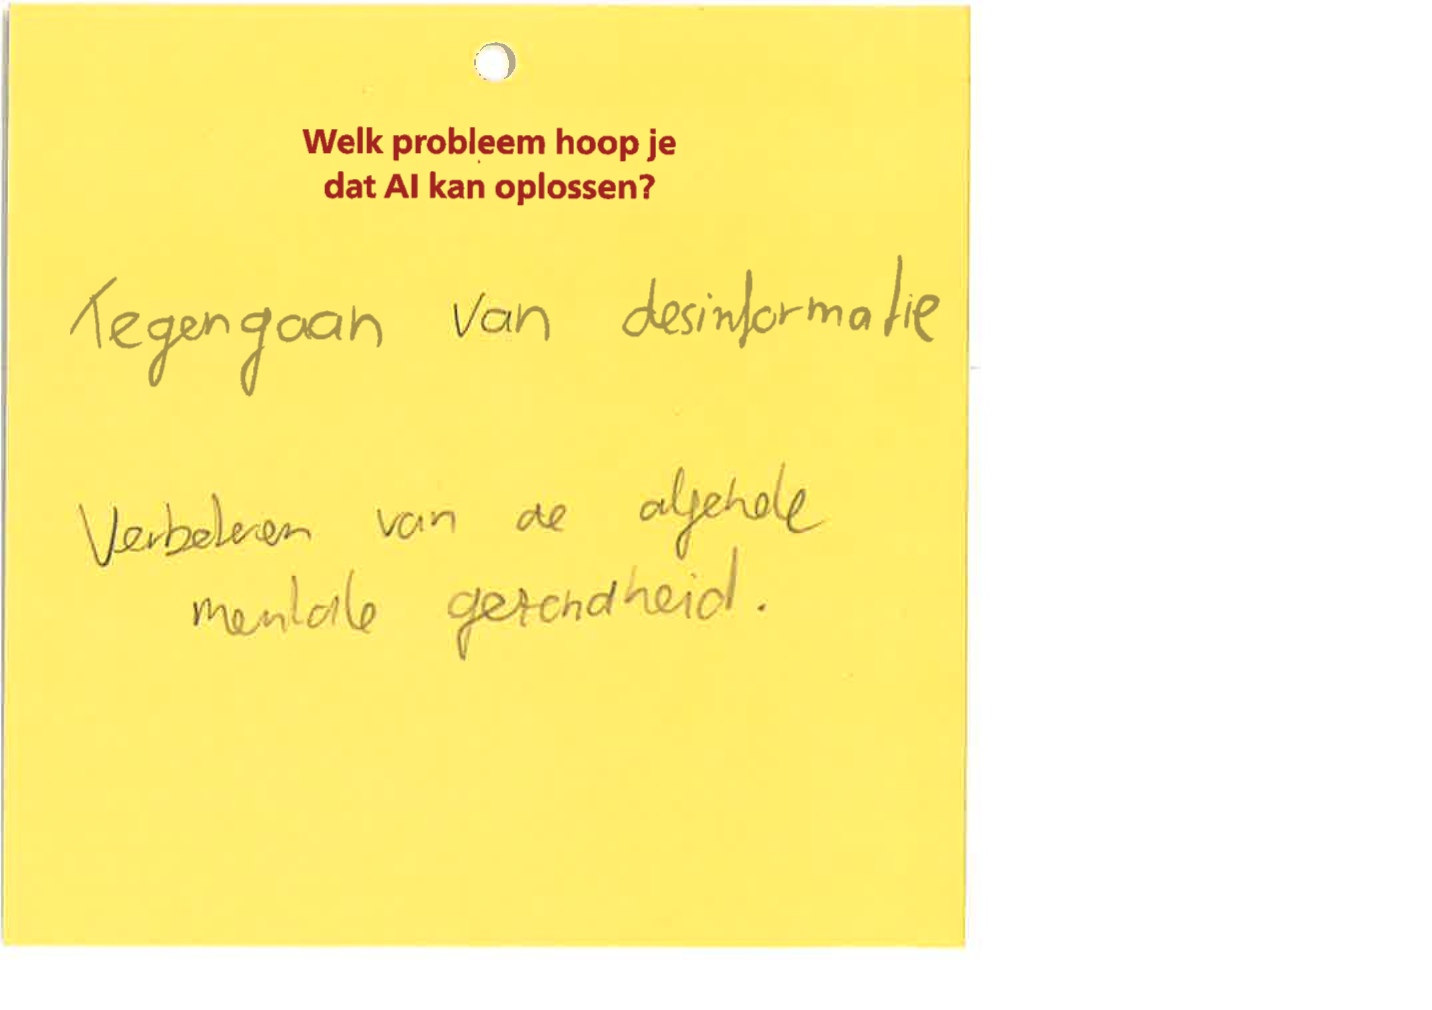 Welk probleem hoop je
dat AI kan oplossen?
Tegengaan van desinformatie
Verbeteren van de algehele
mentale gezondheid.